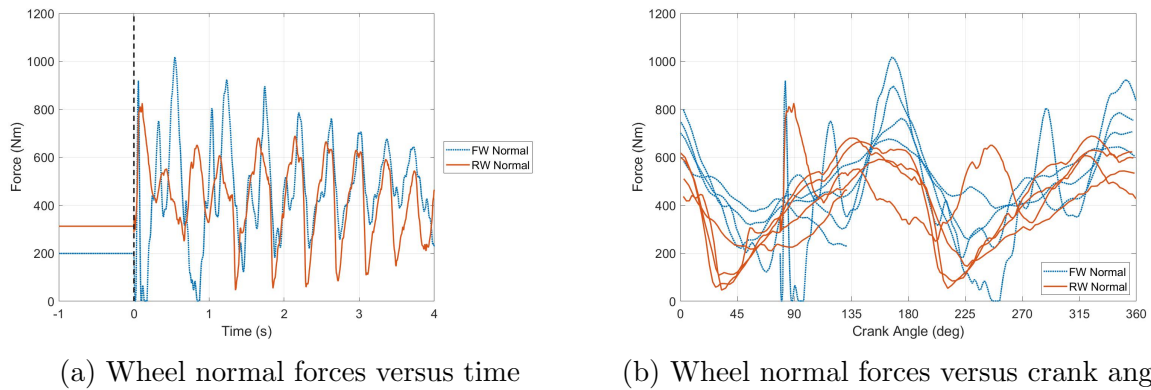 1200
1000
800
600
400
200
0
Force (Nm)
-1 0 1 2 3 4
Time (s)
FW Normal
RW Normal
(a) Wheel normal forces versus time
1200
1000
800
600
400
200
0
Force (Nm)
0 45 90 135 180 225 270 315 360
Crank Angle (deg)
FW Normal
RW Normal
(b) Wheel normal forces versus crank ang